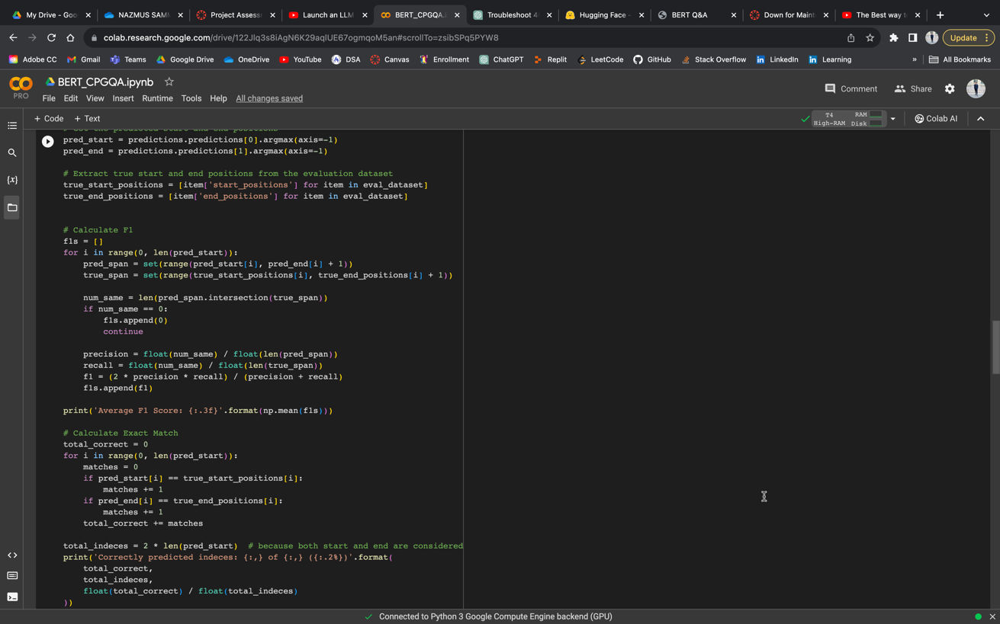 My Drive - Goo
NAZMUS SAM
Project Assess
Launch an LLM
BERT_CPGQA.i
Troubleshoot 4
Hugging Face –
BERT Q&A
Down for Maint
The Best way t
colab.research.google.com/drive/122Jlq3s8iAgN6K29aqlUE67ogmqoM5an#scrollTo=zsibSPq5PYW8
Update
Adobe CC
Gmail
Teams
Google Drive
OneDrive
YouTube
DSA
Canvas
Enrollment
ChatGPT
Replit
LeetCode
GitHub
Stack Overflow
LinkedIn
Learning
»
All Bookmarks
PRO
BERT_CPGQA.ipynb
File Edit View Insert Runtime Tools Help All changes saved
Comment
Share
+ Code + Text
T4 RAM
High-RAM Disk
Colab AI
pred_start = predictions.predictions[0].argmax(axis=-1)
pred_end = predictions.predictions[1].argmax(axis=-1)
# Extract true start and end positions from the evaluation dataset
true_start_positions = [item['start_positions'] for item in eval_dataset]
true_end_positions = [item['end_positions'] for item in eval_dataset]
# Calculate F1
f1s = []
for i in range(0, len(pred_start)):
pred_span = set(range(pred_start[i], pred_end[i] + 1))
true_span = set(range(true_start_positions[i], true_end_positions[i] + 1))
num_same = len(pred_span.intersection(true_span))
if num_same == 0:
f1s.append(0)
continue
precision = float(num_same) / float(len(pred_span))
recall = float(num_same) / float(len(true_span))
f1 = (2 * precision * recall) / (precision + recall)
f1s.append(f1)
print('Average F1 Score: {:.3f}'.format(np.mean(f1s)))
# Calculate Exact Match
total_correct = 0
for i in range(0, len(pred_start)):
matches = 0
if pred_start[i] == true_start_positions[i]:
matches += 1
if pred_end[i] == true_end_positions[i]:
matches += 1
total_correct += matches
total_indeces = 2 * len(pred_start)  # because both start and end are considered
print('Correctly predicted indeces: {:,} of {:,} ({:.2%})'.format(
total_correct,
total_indeces,
float(total_correct) / float(total_indeces)
))
Connected to Python 3 Google Compute Engine backend (GPU)